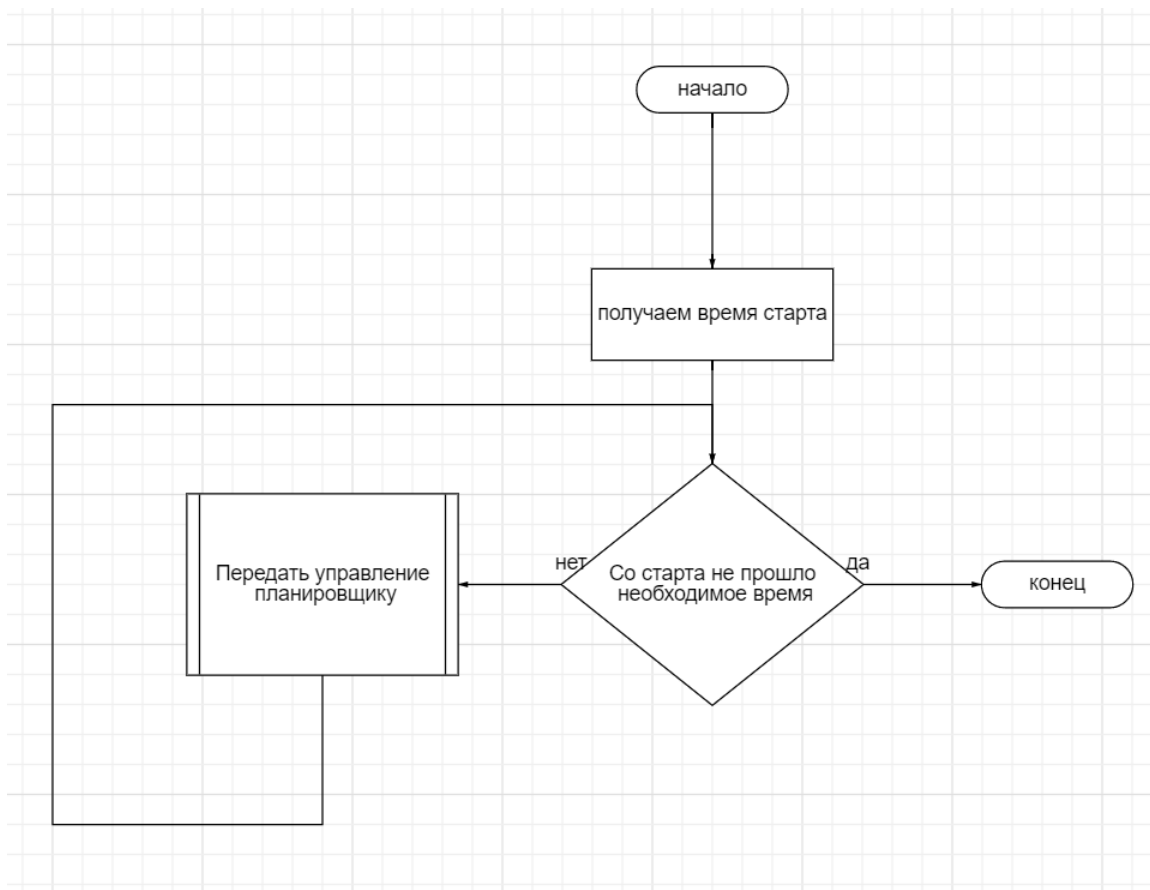 начало
получаем время старта
нет
да
Передать управление
планировщику
Со старта не прошло
необходимое время
конец